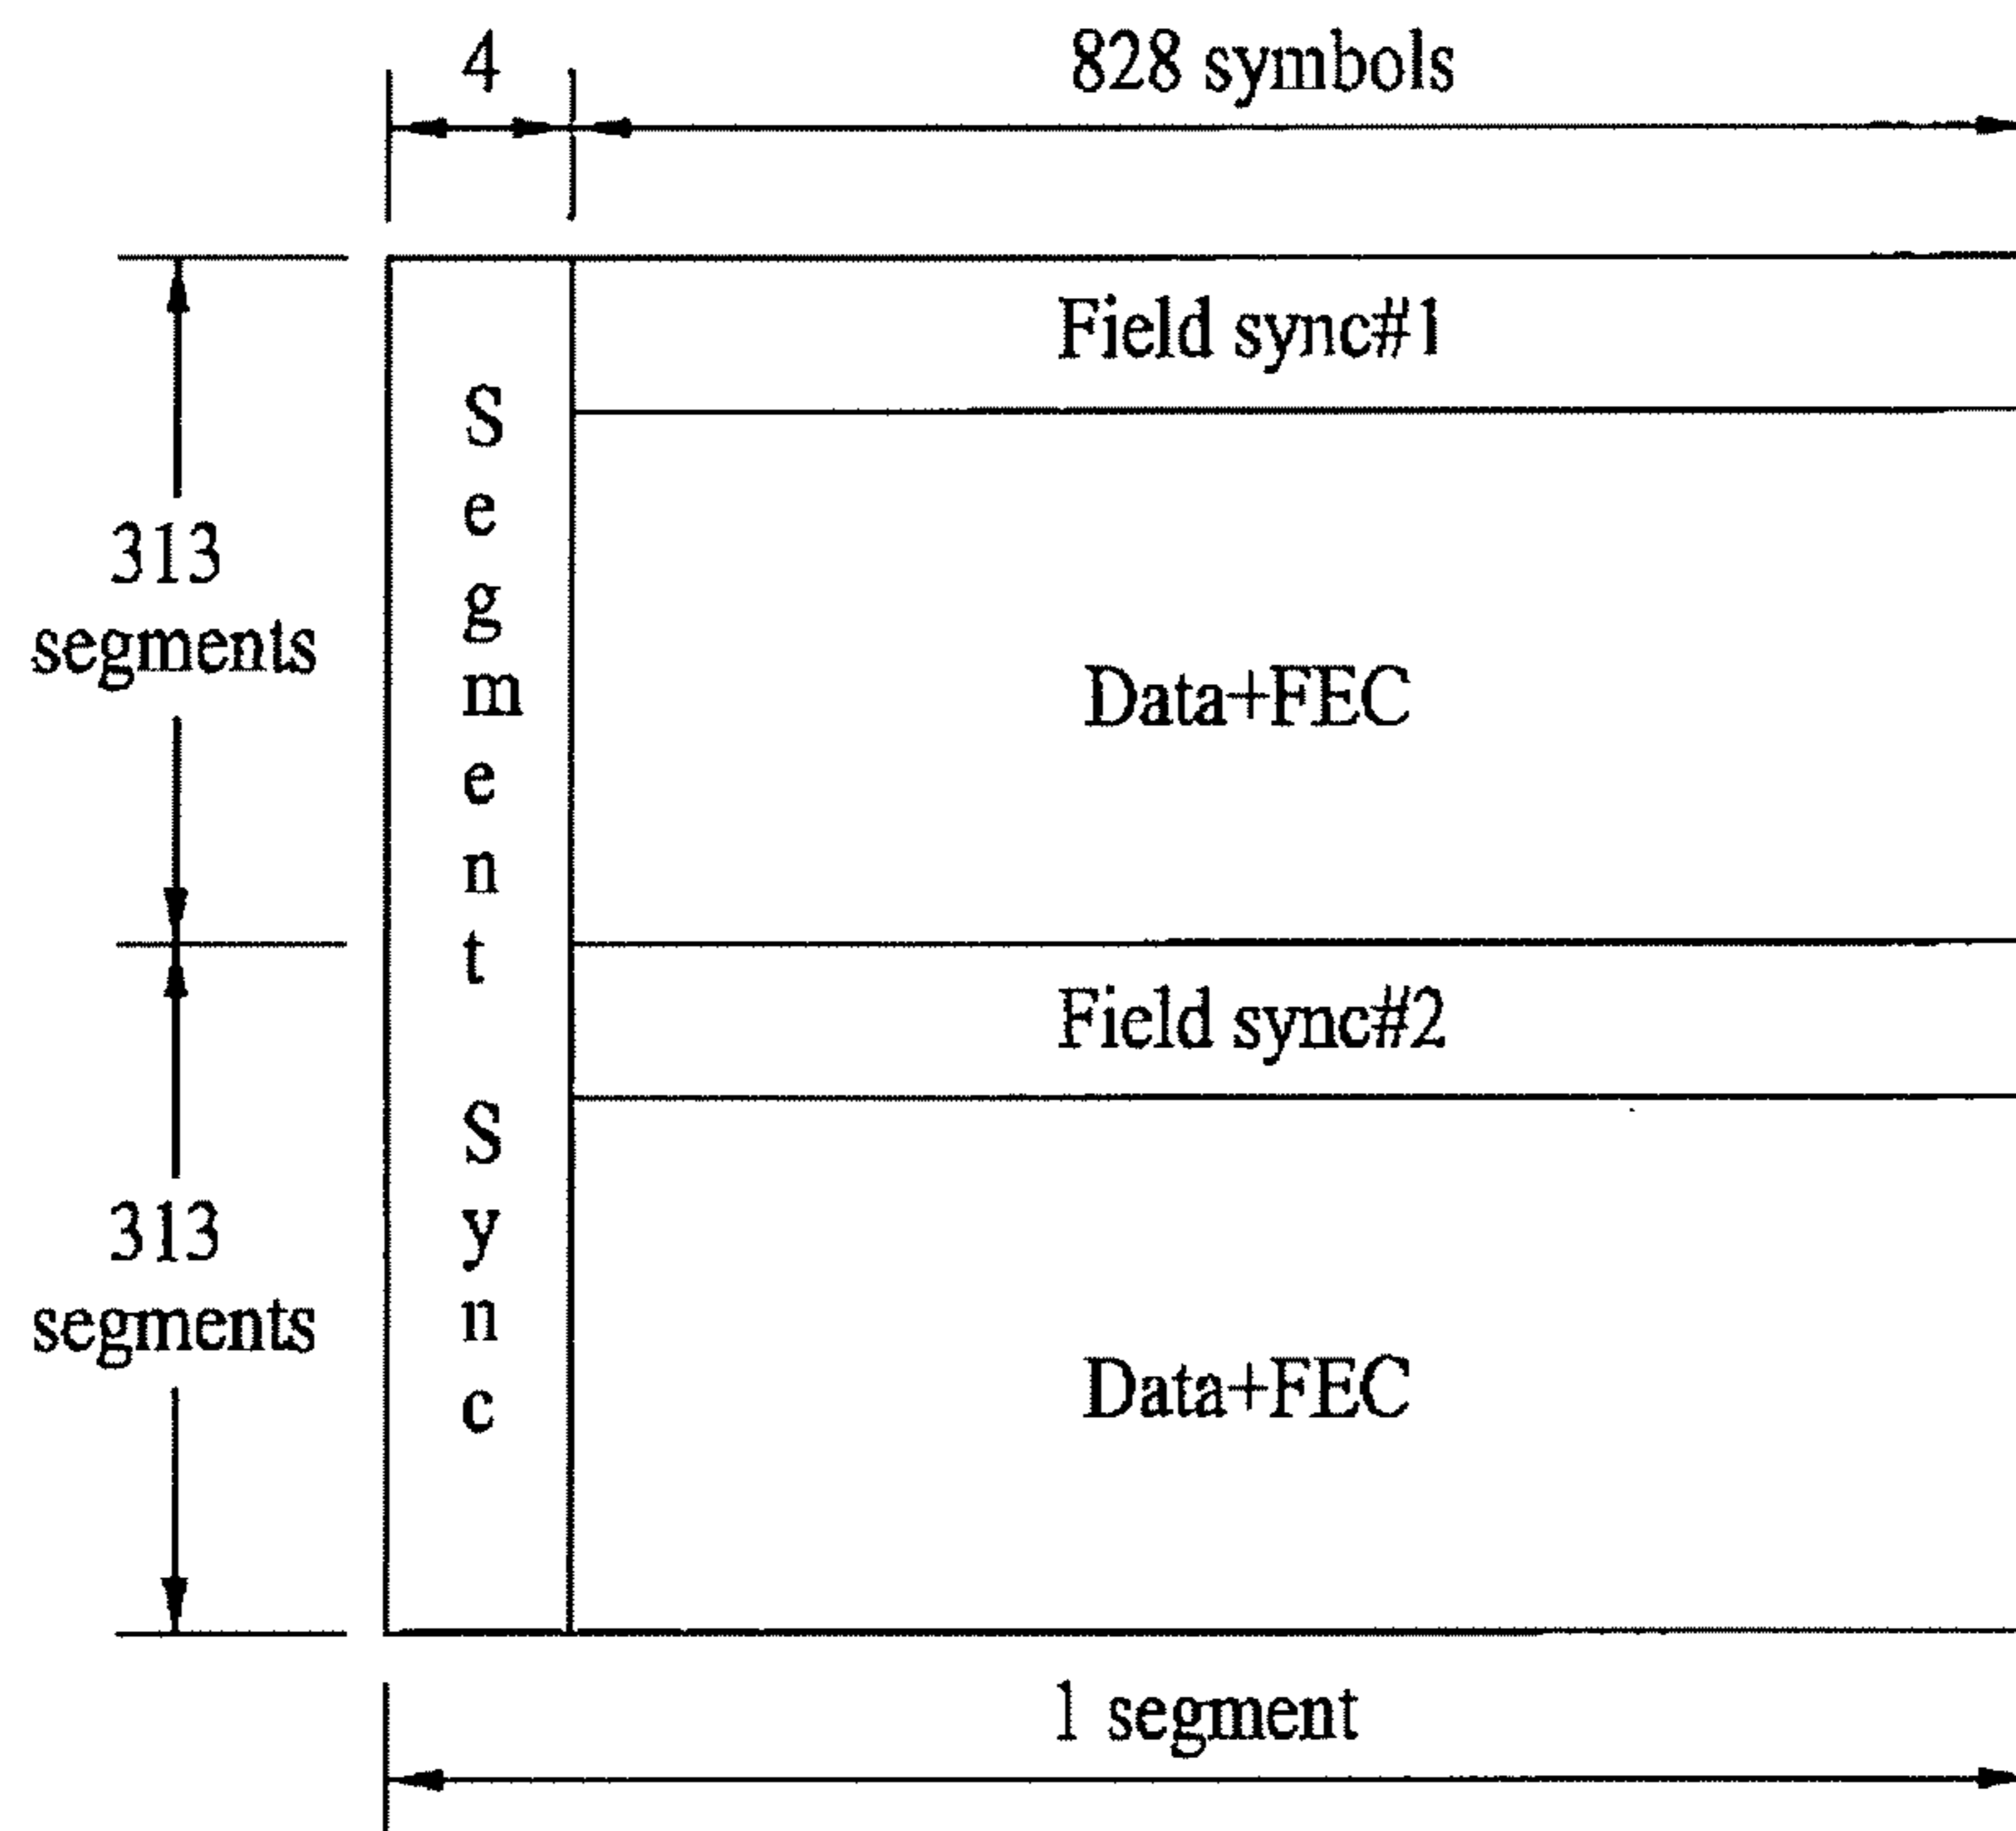 4
828 symbols
Field sync#1
313
segments
Data+FEC
Segment Sync
Field sync#2
313
segments
Data+FEC
1 segment